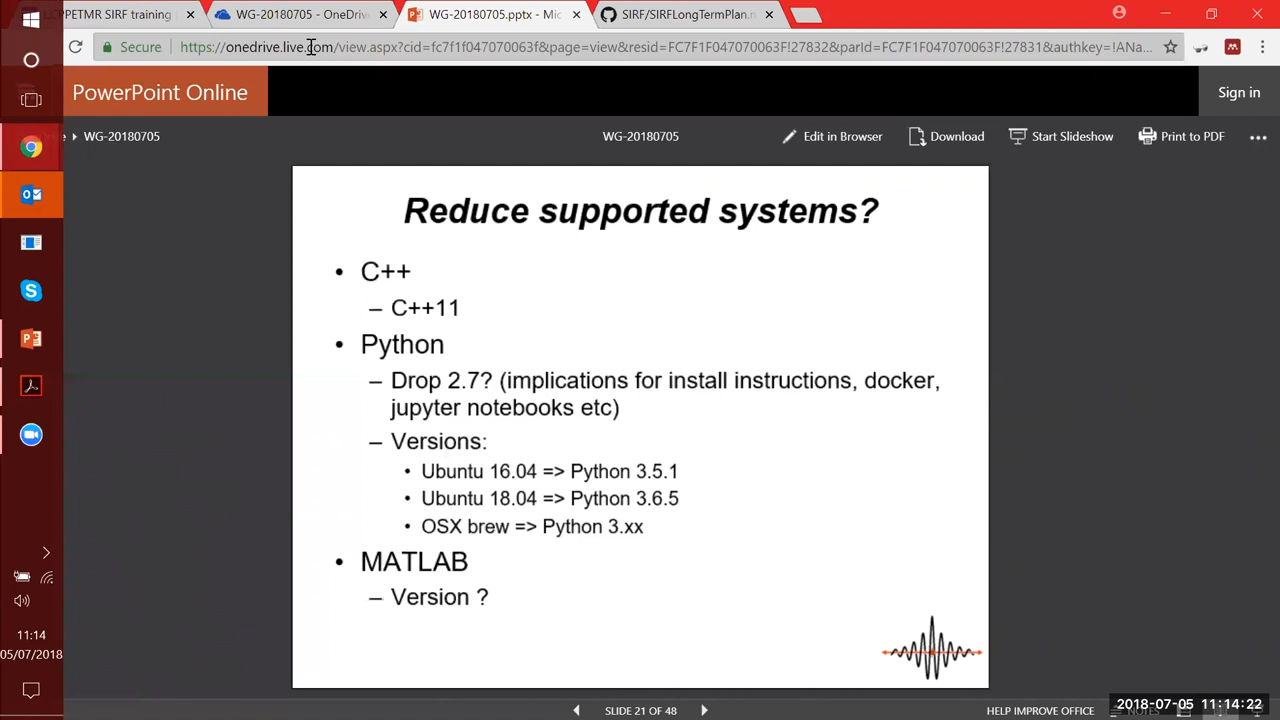 CPPETMR SIRF training
WG-20180705 - OneDriv
WG-20180705.pptx - Mic
SIRF/SIRFLongTermPlan.m
Secure
https://onedrive.live.com/view.aspx?cid=fc7f1f047070063f&page=view&resid=FC7F1F047070063F!27832&parId=FC7F1F047070063F!27831&authkey=!ANa...
PowerPoint Online
Sign in
WG-20180705
WG-20180705
Edit in Browser
Download
Start Slideshow
Print to PDF
Reduce supported systems?
• C++
– C++11
• Python
– Drop 2.7? (implications for install instructions, docker,
jupyter notebooks etc)
– Versions:
• Ubuntu 16.04 => Python 3.5.1
• Ubuntu 18.04 => Python 3.6.5
• OSX brew => Python 3.xx
• MATLAB
– Version ?
11:14
05/07/2018
SLIDE 21 OF 48
HELP IMPROVE OFFICE
NOTES
2018-07-05 11:14:22